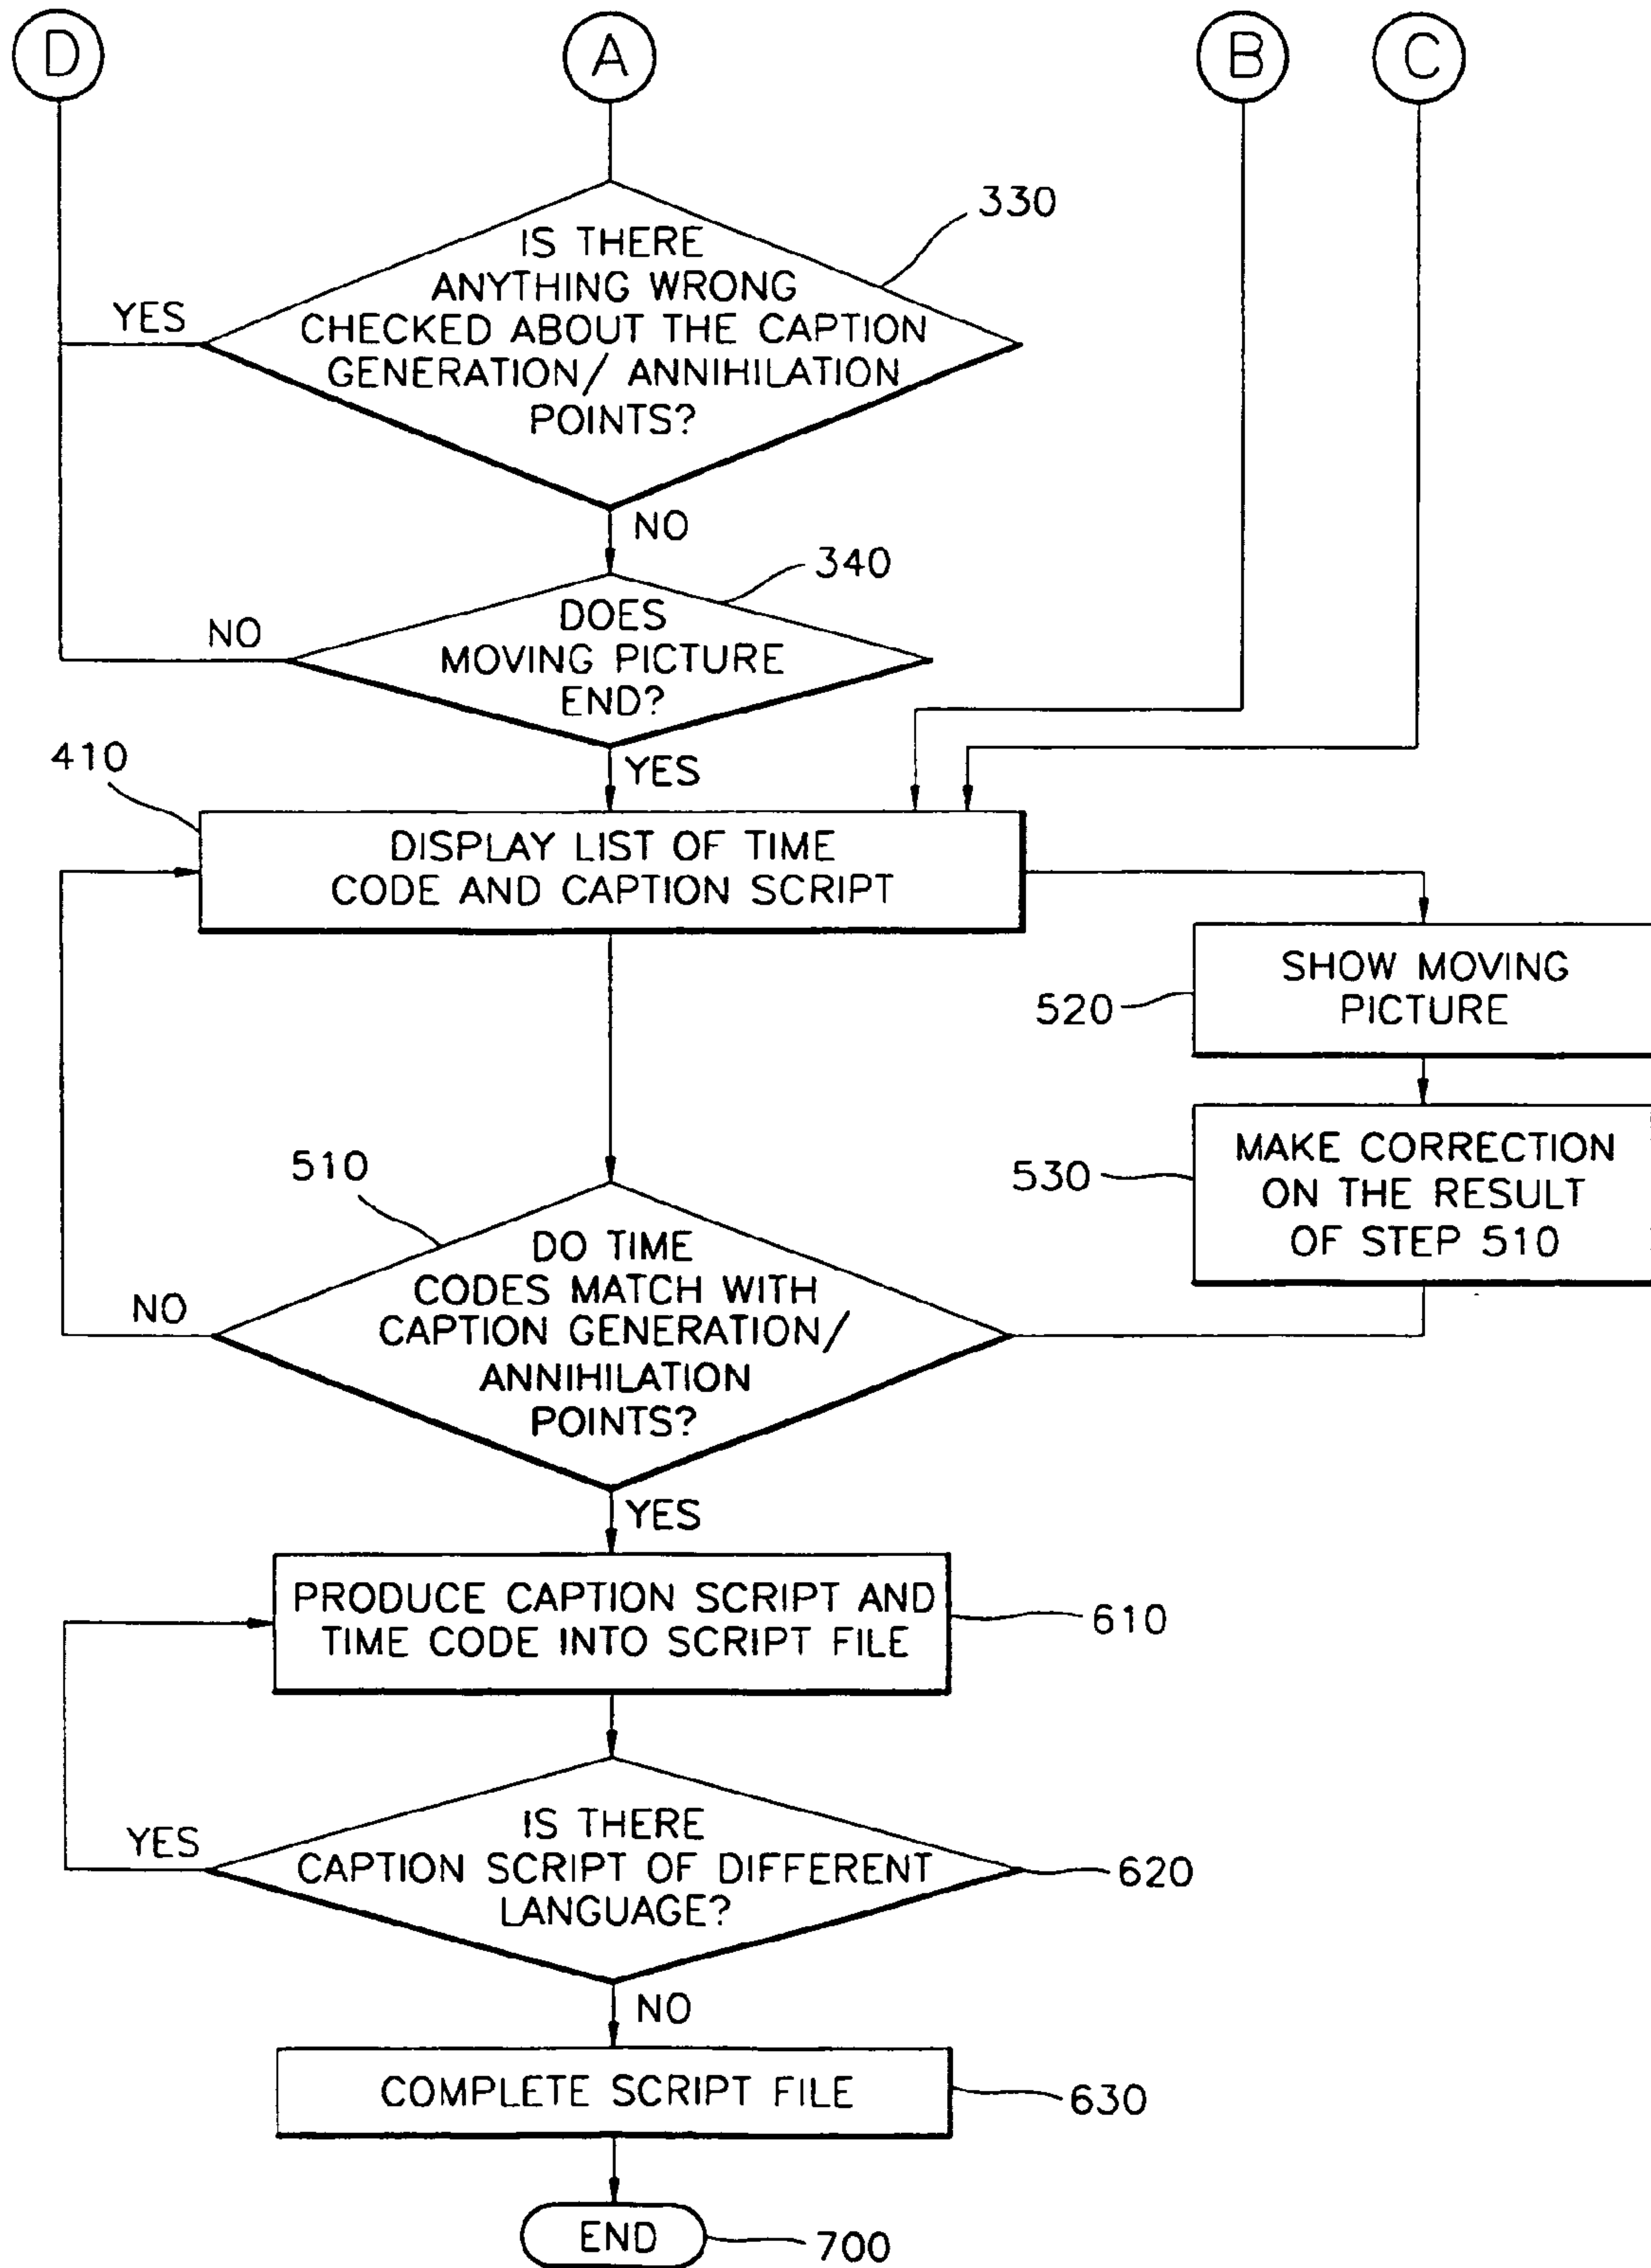 D
A
B
C
330
IS THERE
ANYTHING WRONG
CHECKED ABOUT THE CAPTION
GENERATION/ ANNIHILATION
POINTS?
YES
NO
340
DOES
MOVING PICTURE
END?
NO
YES
410
DISPLAY LIST OF TIME
CODE AND CAPTION SCRIPT
SHOW MOVING
PICTURE
520
MAKE CORRECTION
ON THE RESULT
OF STEP 510
530
510
DO TIME
CODES MATCH WITH
CAPTION GENERATION/
ANNIHILATION
POINTS?
NO
YES
PRODUCE CAPTION SCRIPT AND
TIME CODE INTO SCRIPT FILE
610
IS THERE
CAPTION SCRIPT OF DIFFERENT
LANGUAGE?
YES
620
NO
COMPLETE SCRIPT FILE
630
END
700